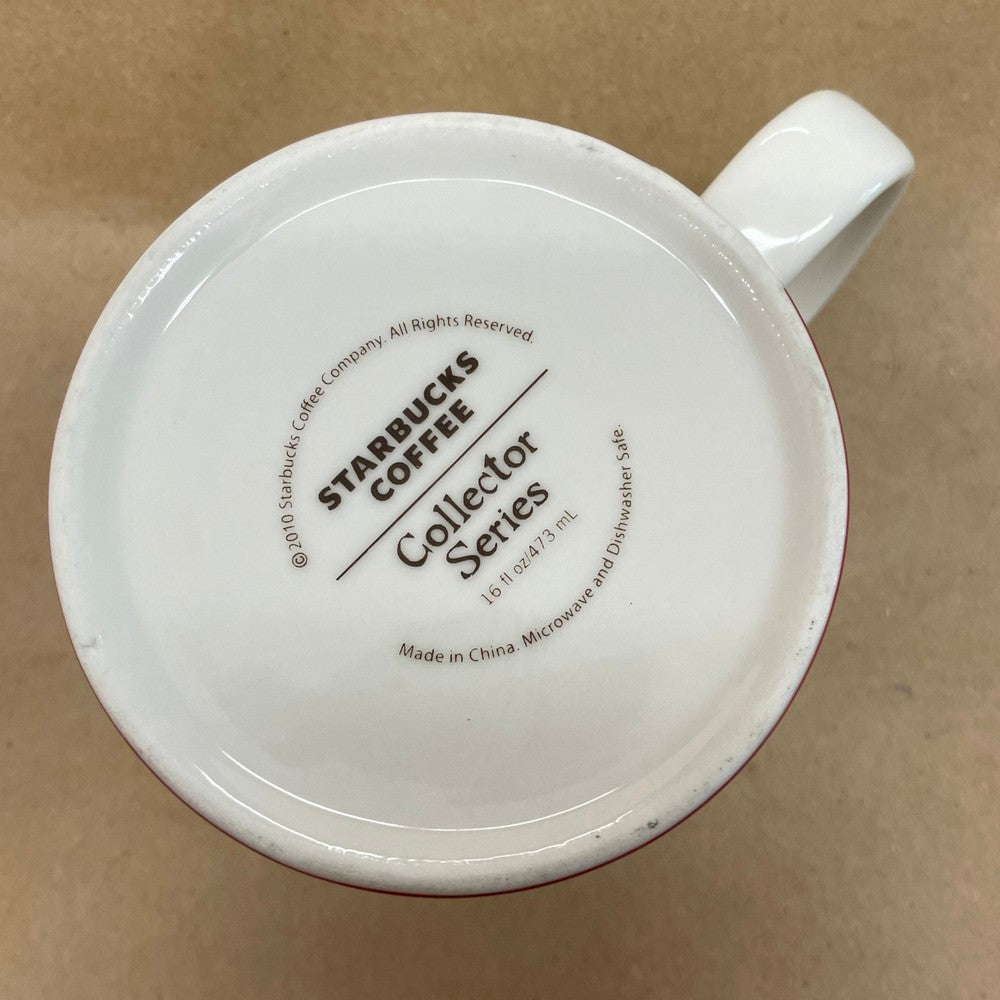 ©2010 Starbucks Coffee Company. All Rights Reserved.
STARBUCKS
COFFEE
Collector
Series
16 fl oz/473 mL
Made in China. Microwave and Dishwasher Safe.